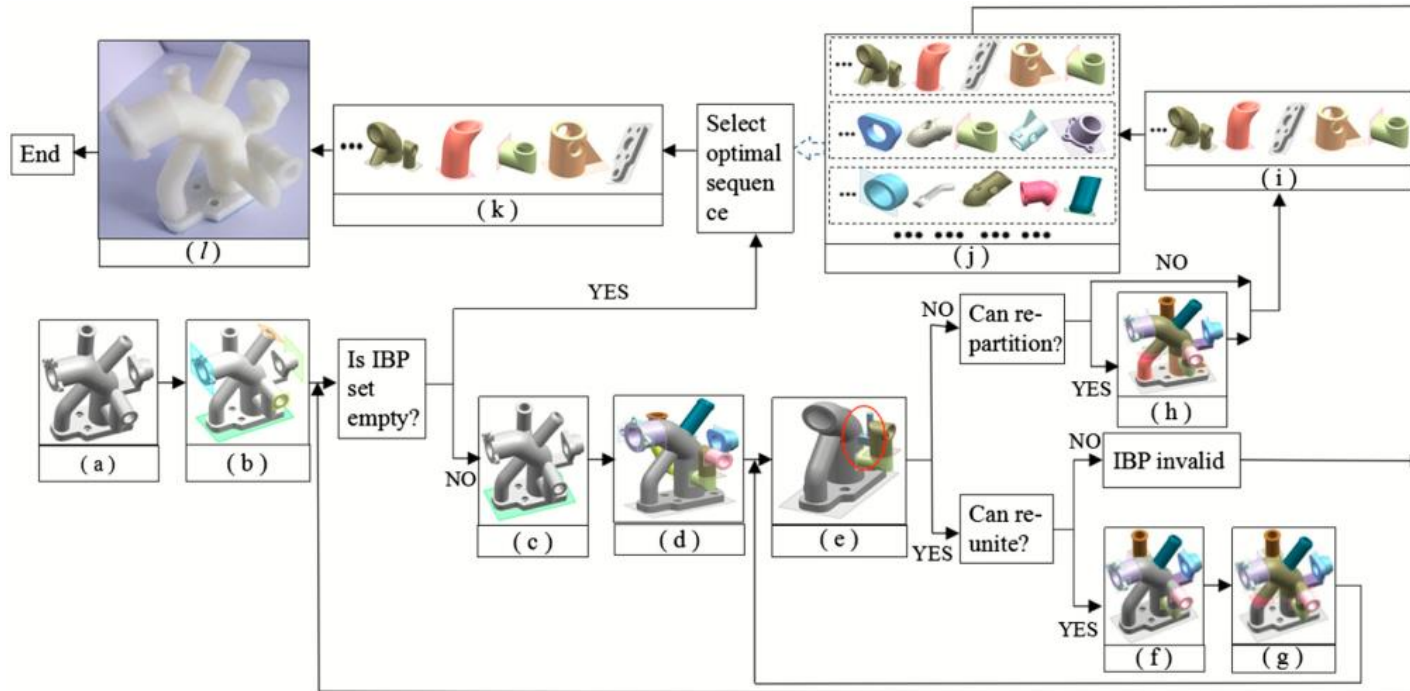 End
( l )
( k )
Select
optimal
sequen
ce
( j )
( i )
YES
NO
NO
Can re-
partition?
YES
( h )
( a )
( b )
Is IBP
set
empty?
NO
( c )
( d )
( e )
YES
Can re-
unite?
NO
IBP invalid
YES
( f )
( g )